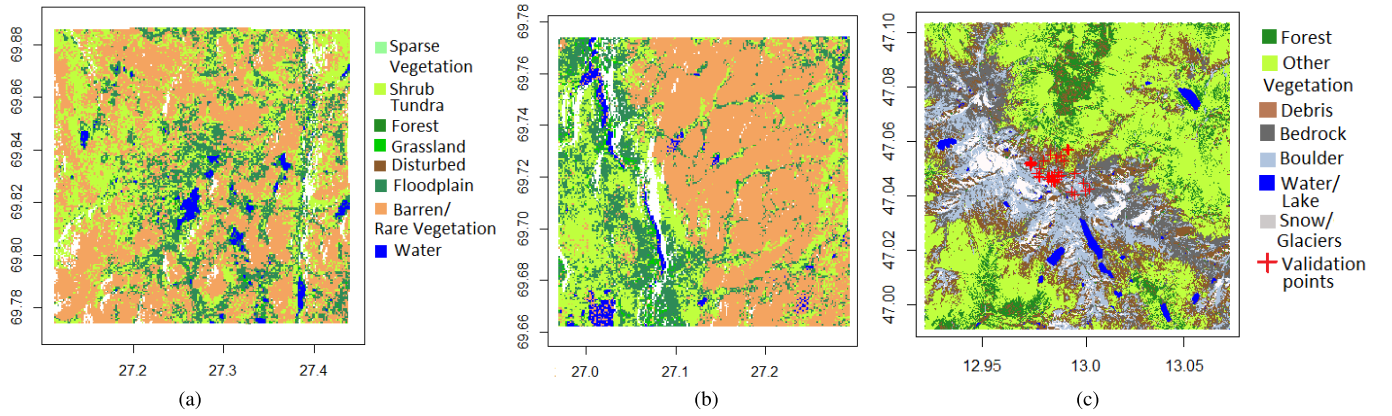 69.88
69.86
69.84
69.82
69.80
69.78
27.2
27.3
27.4
(a)
Sparse
Vegetation
Shrub
Tundra
Forest
Grassland
Disturbed
Floodplain
Barren/
Rare Vegetation
Water
69.78
69.76
69.74
69.72
69.70
69.68
69.66
27.0
27.1
27.2
(b)
47.10
47.08
47.06
47.04
47.02
47.00
12.95
13.0
13.05
(c)
Forest
Other
Vegetation
Debris
Bedrock
Boulder
Water/
Lake
Snow/
Glaciers
Validation
points